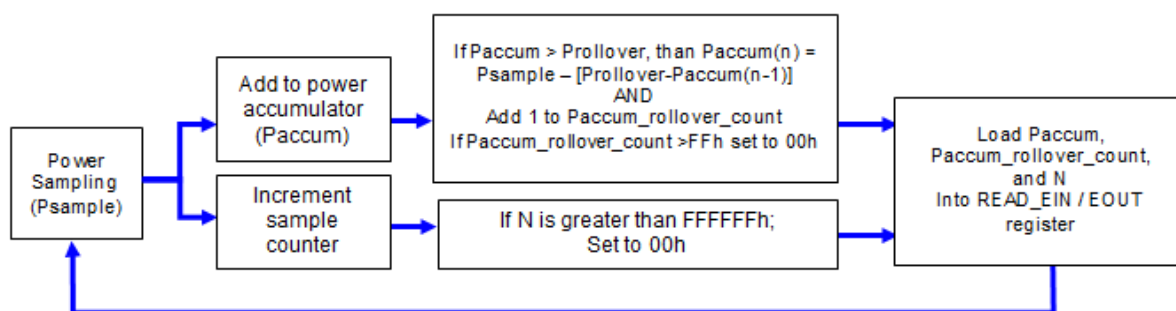 Power
Sampling
(Psample)
Add to power
accumulator
(Paccum)
If Paccum > Prollover, than Paccum(n) =
Psample – [Prollover-Paccum(n-1)]
AND
Add 1 to Paccum_rollover_count
If Paccum_rollover_count >FFh set to 00h
Increment
sample
counter
If N is greater than FFFFFFh;
Set to 00h
Load Paccum,
Paccum_rollover_count,
and N
Into READ_EIN / EOUT
register